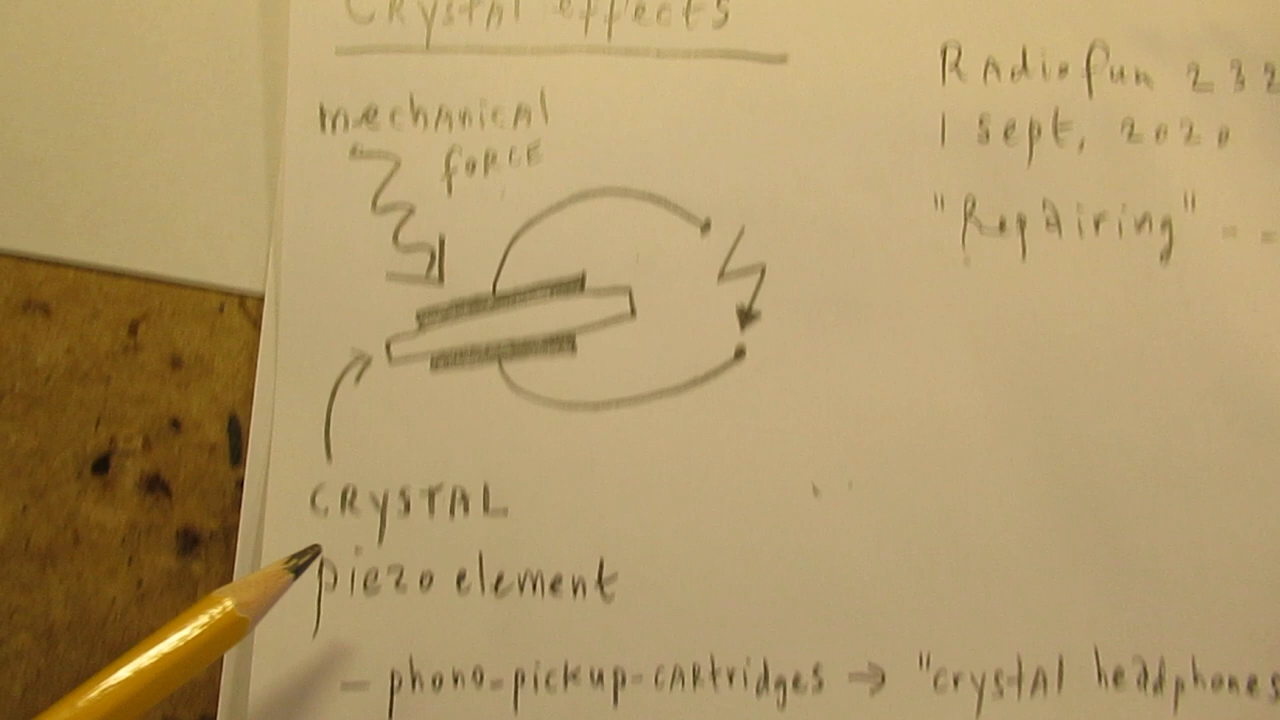 Crystal effects
mechanical
force
Radiofun 232
1 sept, 2020
"Repairing" - -
CRYSTAL
piezo element
- phono-pickup-cartridges → "crystal headphones